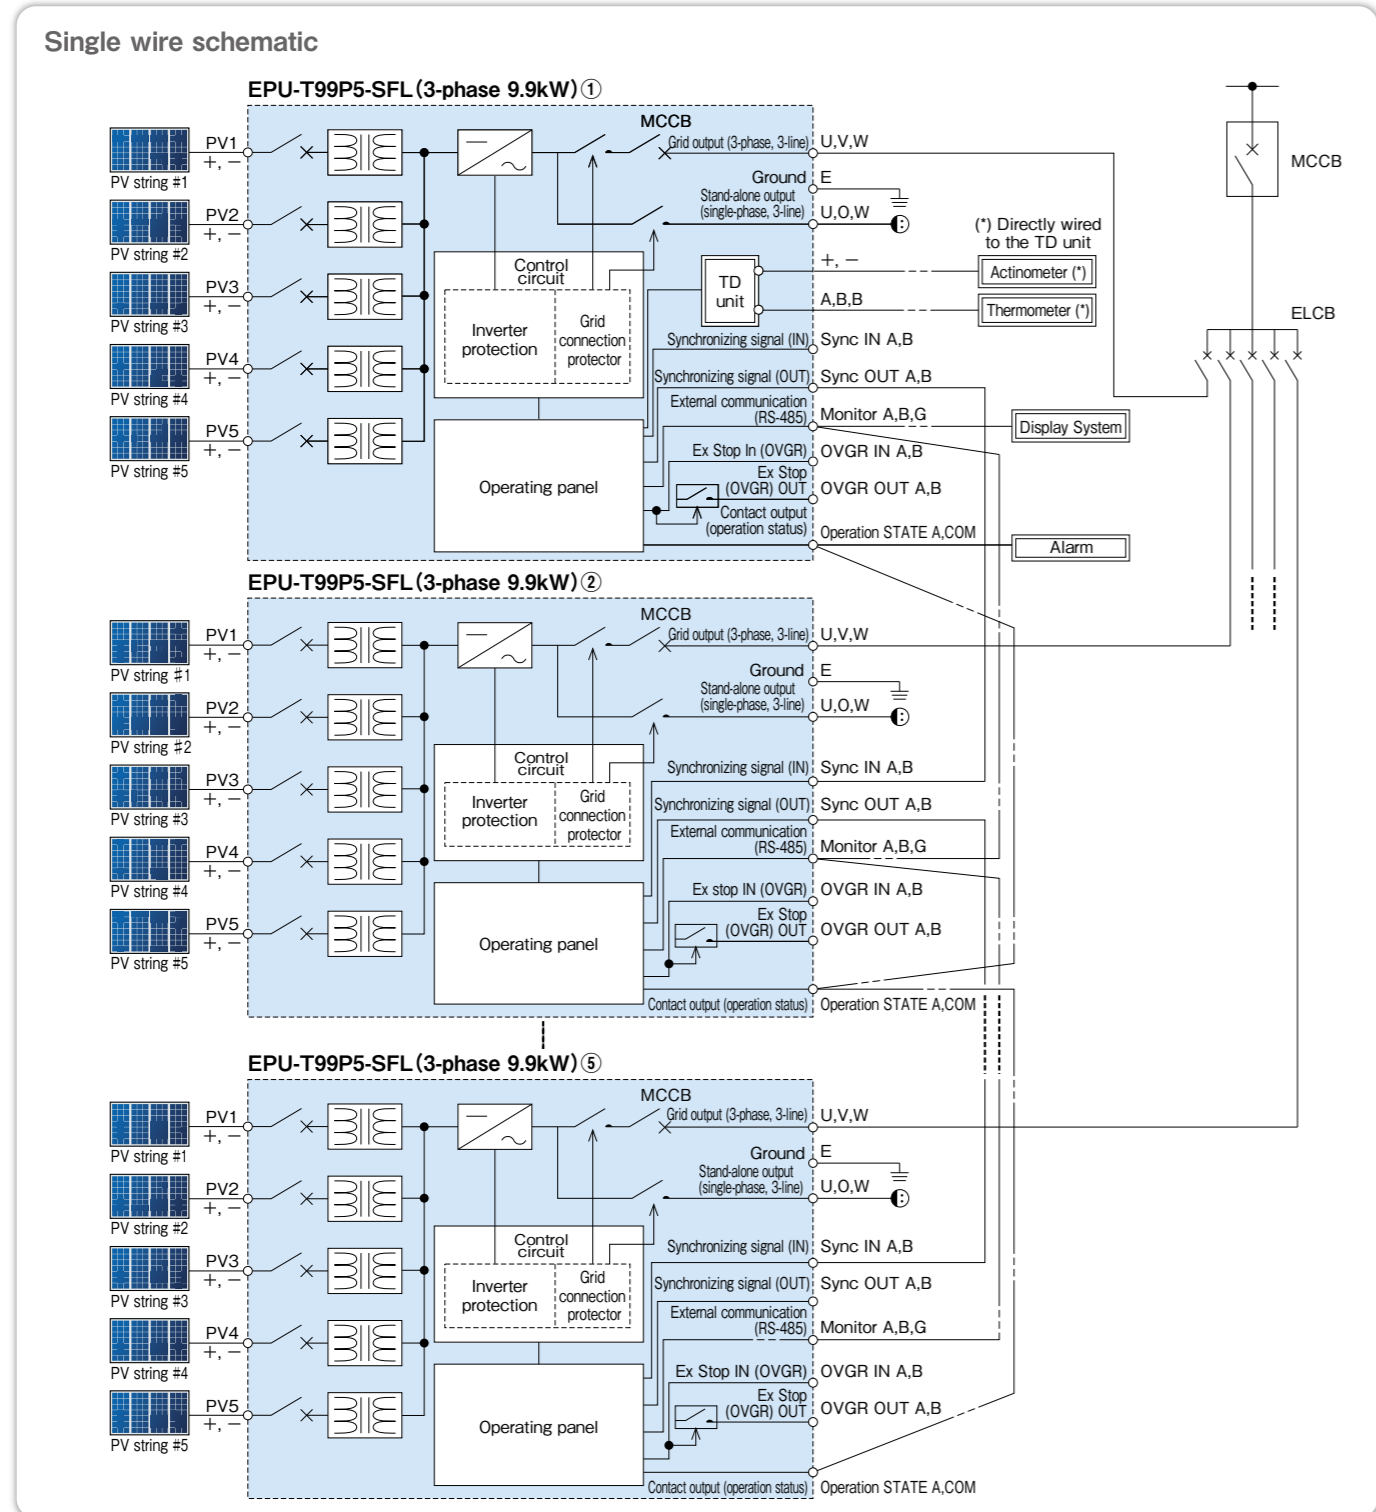 Single wire schematic
EPU-T99P5-SFL(3-phase 9.9kW)①
PV1
+, −
PV string #1
PV2
+, −
PV string #2
PV3
+, −
PV string #3
PV4
+, −
PV string #4
PV5
+, −
PV string #5
MCCB
Grid output (3-phase, 3-line)
U,V,W
Ground
E
Stand-alone output
(single-phase, 3-line)
U,O,W
Control
circuit
Inverter
protection
Grid
connection
protector
TD
unit
+, −
A,B,B
(*) Directly wired
to the TD unit
Actinometer (*)
Thermometer (*)
Synchronizing signal (IN)
Sync IN A,B
Synchronizing signal (OUT)
Sync OUT A,B
External communication
(RS-485)
Monitor A,B,G
Display System
Operating panel
Ex Stop In (OVGR)
OVGR IN A,B
Ex Stop
(OVGR) OUT
OVGR OUT A,B
Contact output
(operation status)
Operation STATE A,COM
Alarm
MCCB
ELCB
EPU-T99P5-SFL(3-phase 9.9kW)②
PV1
+, −
PV string #1
PV2
+, −
PV string #2
PV3
+, −
PV string #3
PV4
+, −
PV string #4
PV5
+, −
PV string #5
MCCB
Grid output (3-phase, 3-line)
U,V,W
Ground
E
Stand-alone output
(single-phase, 3-line)
U,O,W
Control
circuit
Inverter
protection
Grid
connection
protector
Synchronizing signal (IN)
Sync IN A,B
Synchronizing signal (OUT)
Sync OUT A,B
External communication
(RS-485)
Monitor A,B,G
Operating panel
Ex stop IN (OVGR)
OVGR IN A,B
Ex Stop
(OVGR) OUT
OVGR OUT A,B
Contact output (operation status)
Operation STATE A,COM
EPU-T99P5-SFL(3-phase 9.9kW)⑤
PV1
+, −
PV string #1
PV2
+, −
PV string #2
PV3
+, −
PV string #3
PV4
+, −
PV string #4
PV5
+, −
PV string #5
MCCB
Grid output (3-phase, 3-line)
U,V,W
Ground
E
Stand-alone output
(single-phase, 3-line)
U,O,W
Control
circuit
Inverter
protection
Grid
connection
protector
Synchronizing signal (IN)
Sync IN A,B
Synchronizing signal (OUT)
Sync OUT A,B
External communication
(RS-485)
Monitor A,B,G
Operating panel
Ex Stop IN (OVGR)
OVGR IN A,B
Ex Stop
(OVGR) OUT
OVGR OUT A,B
Contact output (operation status)
Operation STATE A,COM